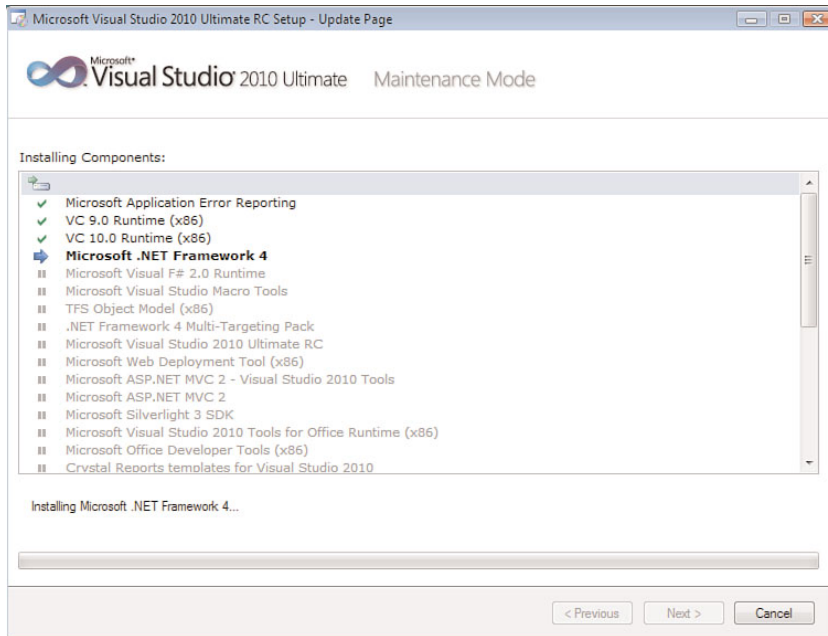 Microsoft Visual Studio 2010 Ultimate RC Setup - Update Page
Microsoft®
Visual Studio® 2010 Ultimate Maintenance Mode
Installing Components:
Microsoft Application Error Reporting
VC 9.0 Runtime (x86)
VC 10.0 Runtime (x86)
Microsoft .NET Framework 4
Microsoft Visual F# 2.0 Runtime
Microsoft Visual Studio Macro Tools
TFS Object Model (x86)
.NET Framework 4 Multi-Targeting Pack
Microsoft Visual Studio 2010 Ultimate RC
Microsoft Web Deployment Tool (x86)
Microsoft ASP.NET MVC 2 - Visual Studio 2010 Tools
Microsoft ASP.NET MVC 2
Microsoft Silverlight 3 SDK
Microsoft Visual Studio 2010 Tools for Office Runtime (x86)
Microsoft Office Developer Tools (x86)
Crystal Reports templates for Visual Studio 2010
Installing Microsoft .NET Framework 4...
< Previous Next > Cancel